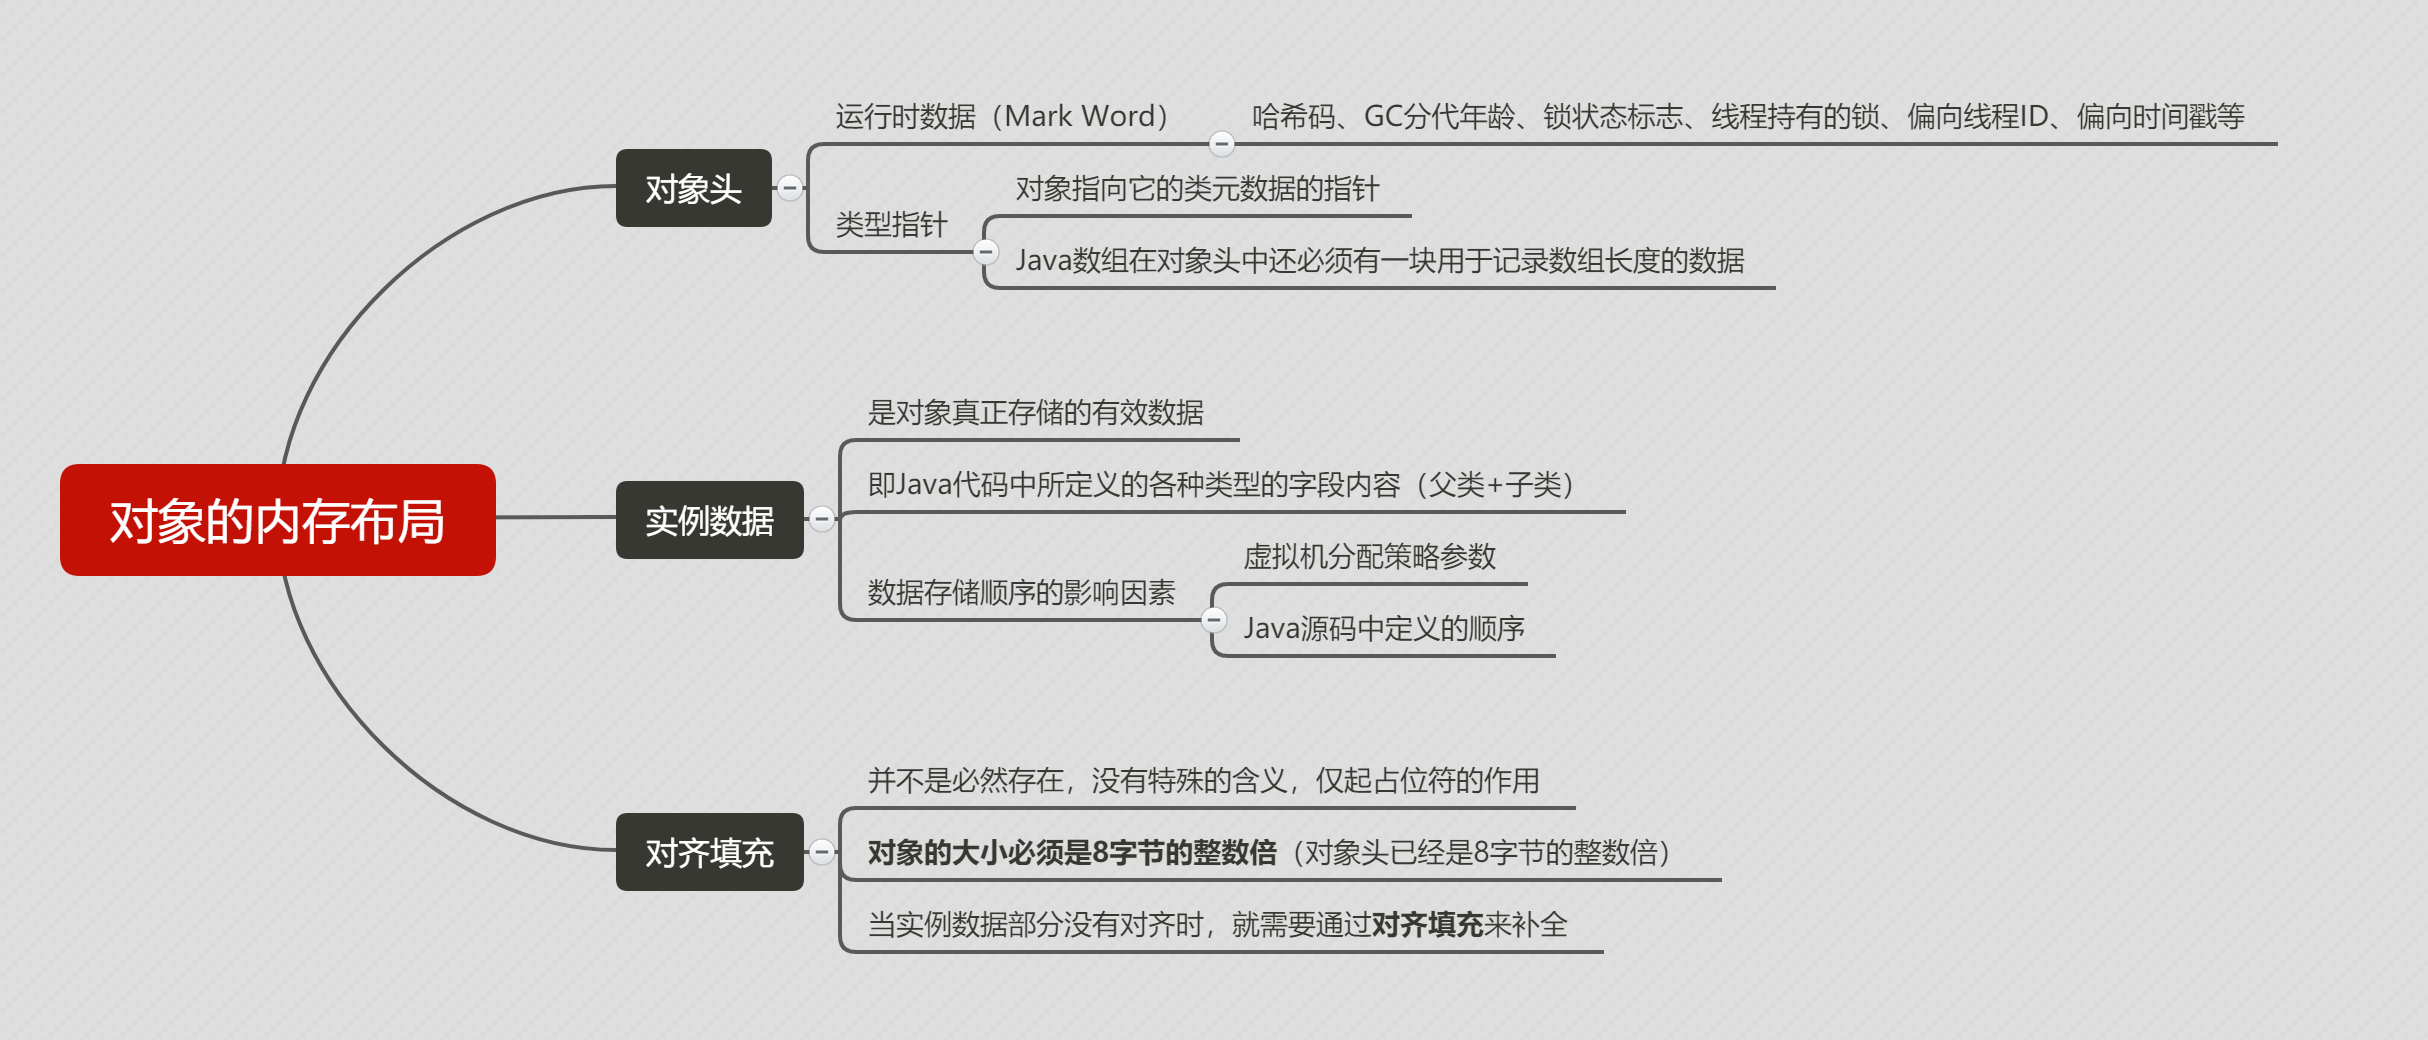 对象的内存布局
对象头
运行时数据（Mark Word）
哈希码、GC分代年龄、锁状态标志、线程持有的锁、偏向线程ID、偏向时间戳等
类型指针
对象指向它的类元数据的指针
Java数组在对象头中还必须有一块用于记录数组长度的数据
实例数据
是对象真正存储的有效数据
即Java代码中所定义的各种类型的字段内容（父类+子类）
数据存储顺序的影响因素
虚拟机分配策略参数
Java源码中定义的顺序
对齐填充
并不是必然存在，没有特殊的含义，仅起占位符的作用
对象的大小必须是8字节的整数倍（对象头已经是8字节的整数倍）
当实例数据部分没有对齐时，就需要通过对齐填充来补全